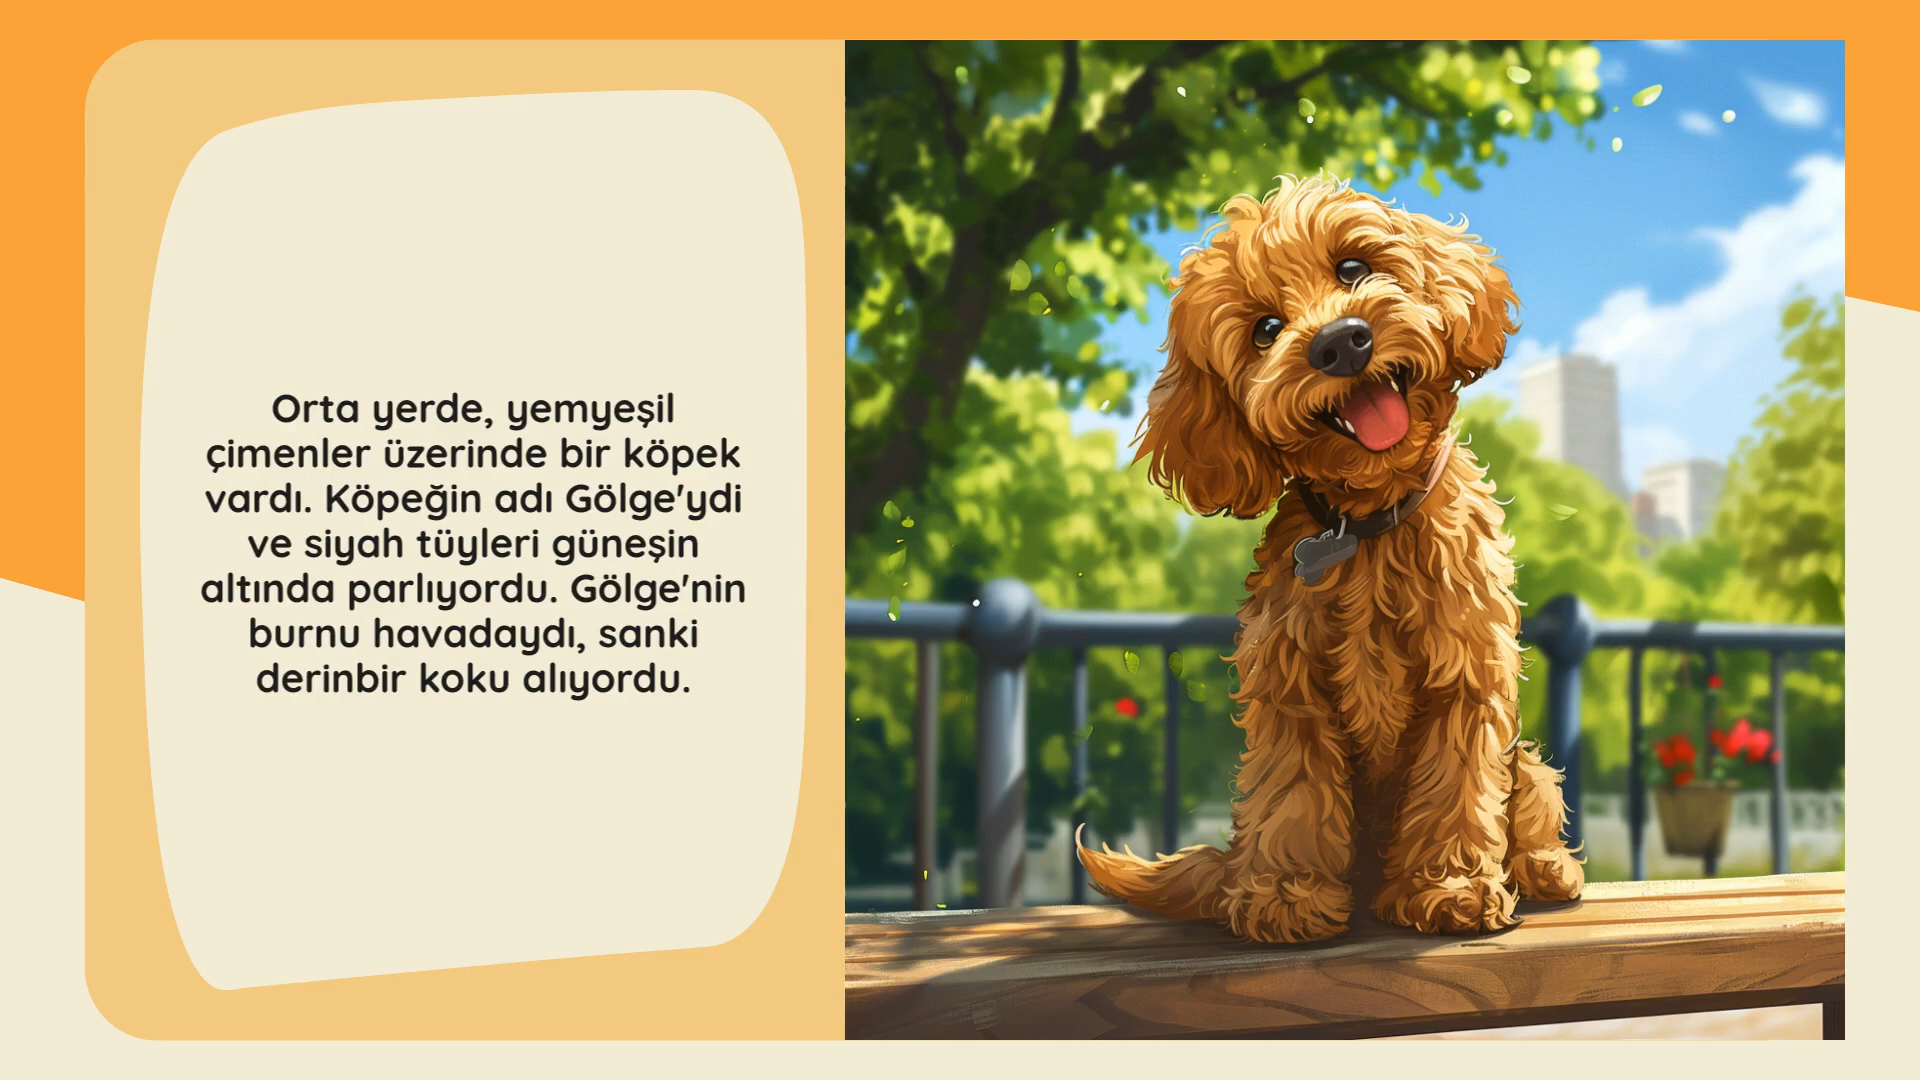 Orta yerde, yemyeşil
çimenler üzerinde bir köpek
vardı. Köpeğin adı Gölge'ydi
ve siyah tüyleri güneşin
altında parlıyordu. Gölge'nin
burnu havadaydı, sanki
derinbir koku alıyordu.